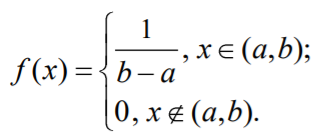 f(x) = { 1/(b − a), x ∈ (a,b);
0, x ∉ (a,b).